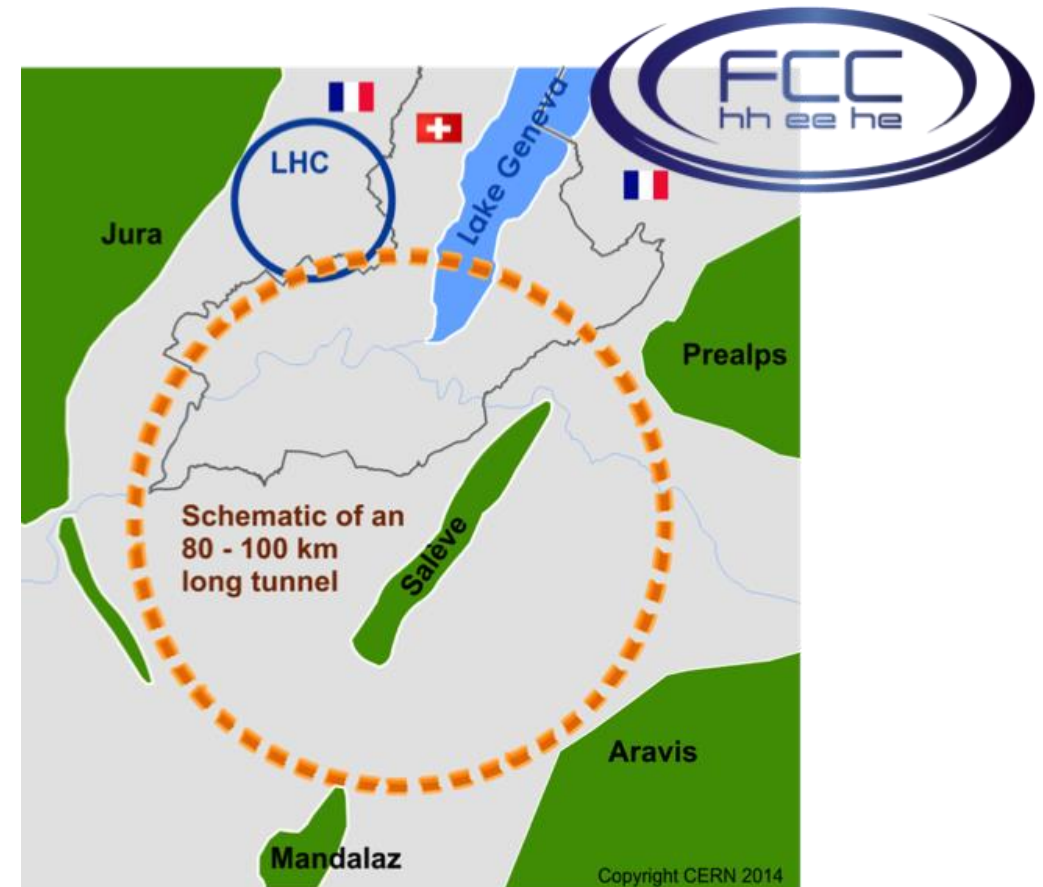 FCC
hh ee he
LHC
Lake Geneva
Jura
Prealps
Schematic of an
80 - 100 km
long tunnel
Salève
Aravis
Mandalaz
Copyright CERN 2014